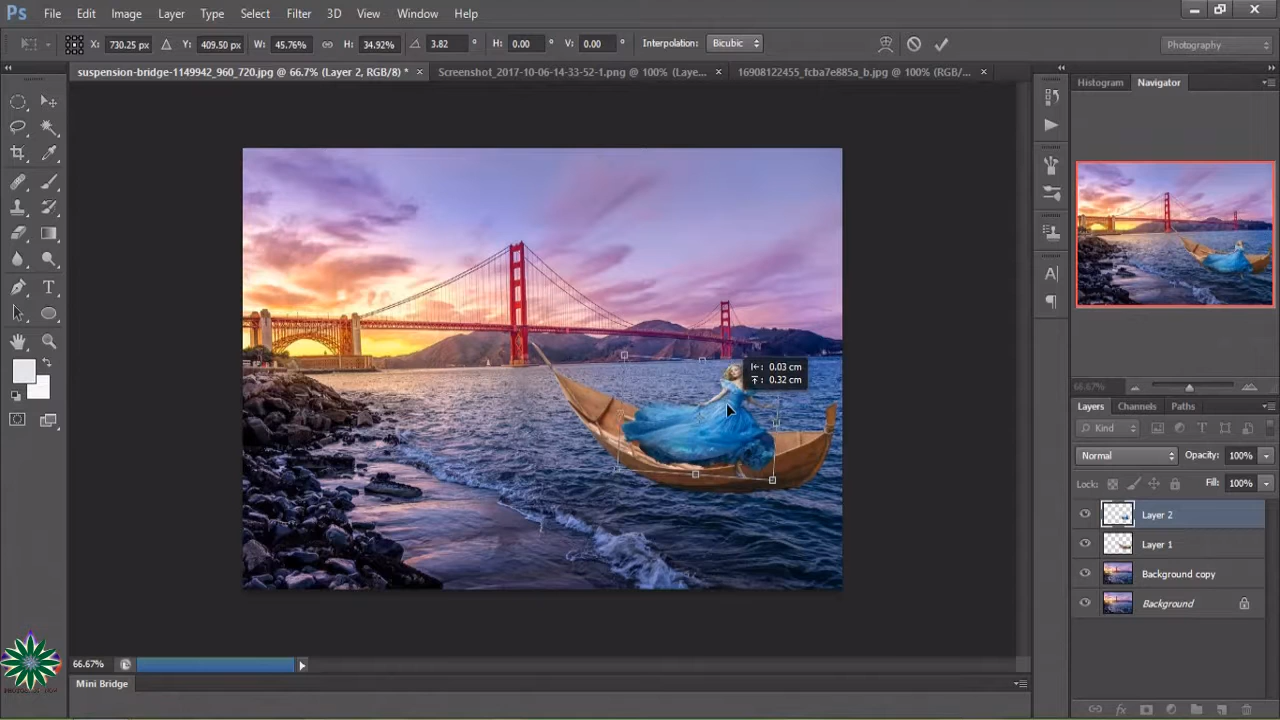 Ps File Edit Image Layer Type Select Filter 3D View Window Help
X: 730.25 px Y: 409.50 px W: 45.76% H: 34.92% 3.82 ° H: 0.00 ° V: 0.00 ° Interpolation: Bicubic Photography
suspension-bridge-1149942_960_720.jpg @ 66.7% (Layer 2, RGB/8) * × Screenshot_2017-10-06-14-33-52-1.png @ 100% (Laye... × 16908122455_fcba7e885a_b.jpg @ 100% (RGB/... ×
Histogram Navigator
0.03 cm
0.32 cm
66.67%
Layers Channels Paths
Kind
Normal Opacity: 100%
Lock: Fill: 100%
Layer 2
Layer 1
Background copy
Background
66.67%
Mini Bridge